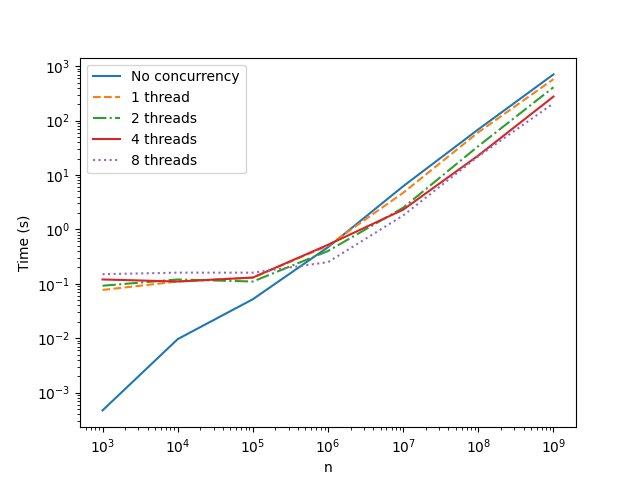 No concurrency
1 thread
2 threads
4 threads
8 threads
Time (s)
10³
10²
10¹
10⁰
10⁻¹
10⁻²
10⁻³
10³ 10⁴ 10⁵ 10⁶ 10⁷ 10⁸ 10⁹
n